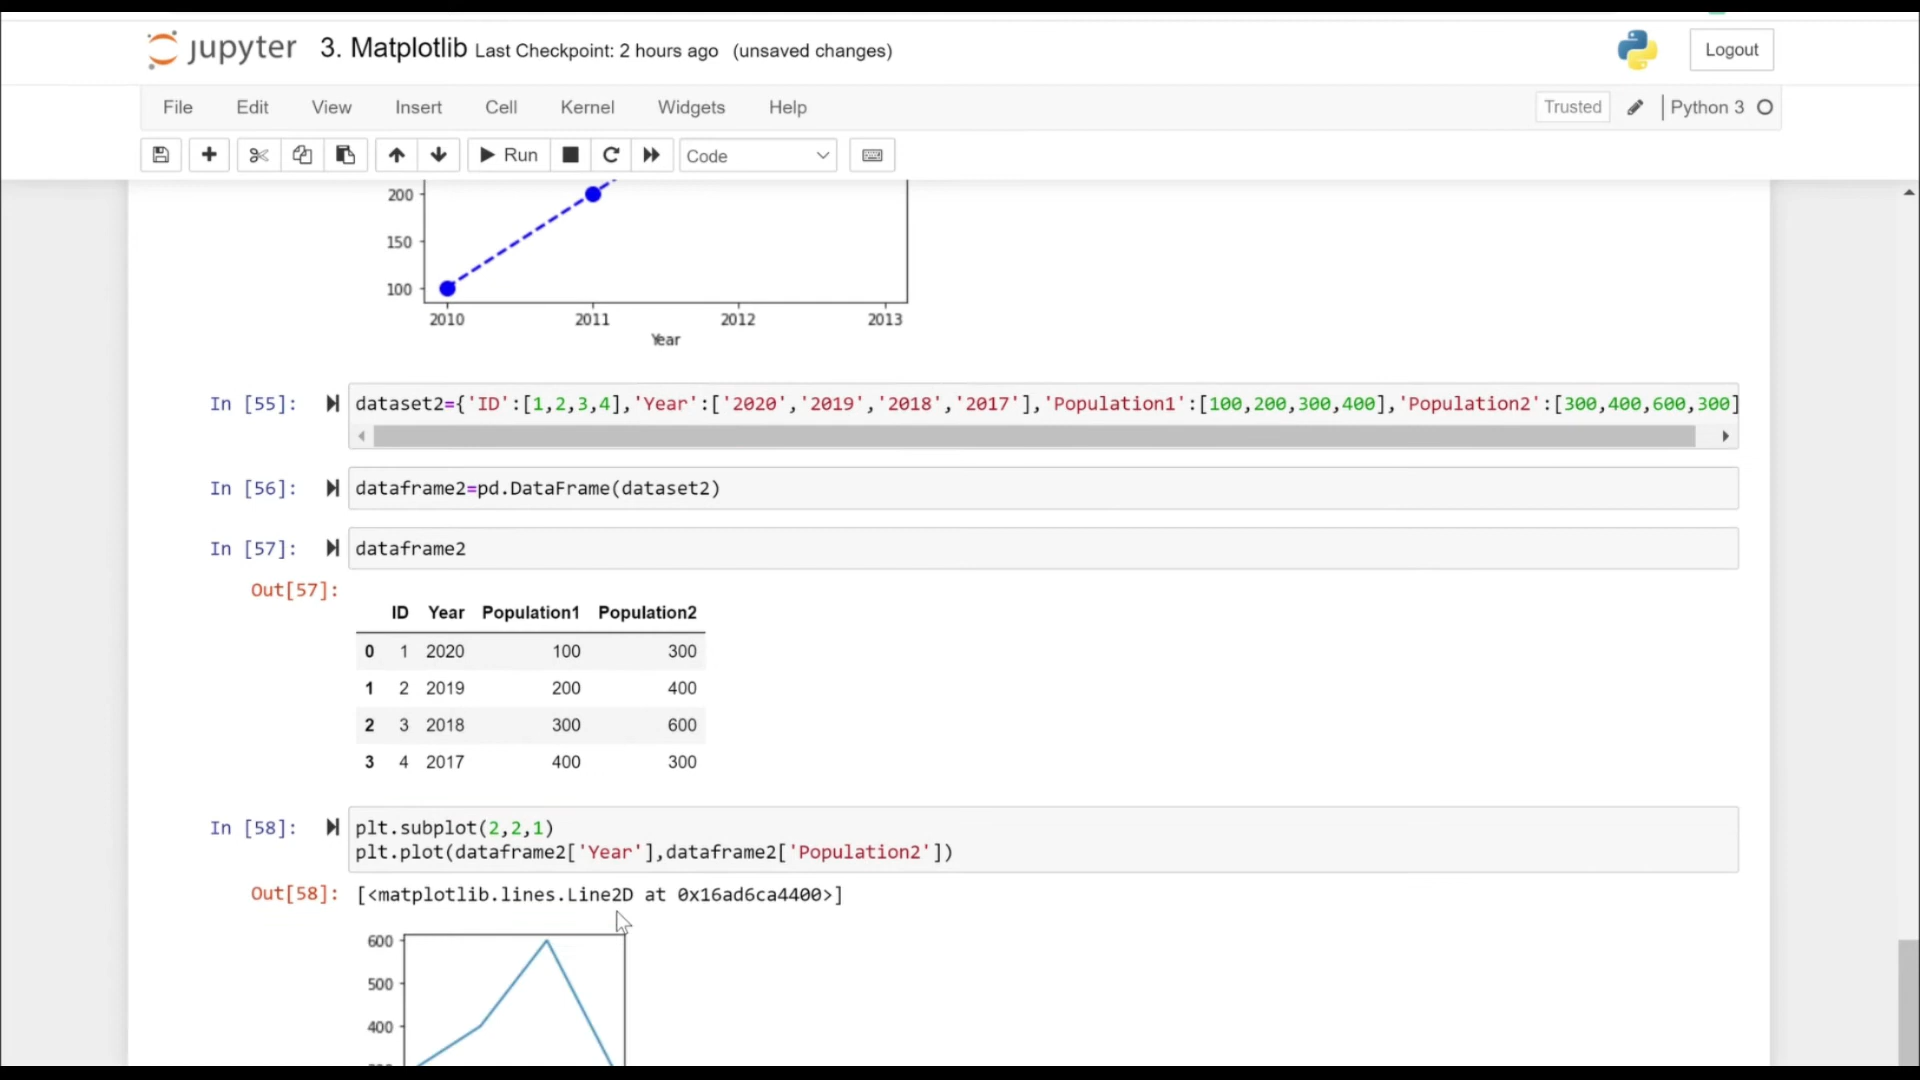 jupyter 3. Matplotlib Last Checkpoint: 2 hours ago (unsaved changes) Logout
File Edit View Insert Cell Kernel Widgets Help Trusted Python 3
Run Code
200
150
100
2010 2011 2012 2013
Year
In [55]: dataset2={'ID':[1,2,3,4],'Year':['2020','2019','2018','2017'],'Population1':[100,200,300,400],'Population2':[300,400,600,300]
In [56]: dataframe2=pd.DataFrame(dataset2)
In [57]: dataframe2
Out[57]:
ID Year Population1 Population2
0 1 2020 100 300
1 2 2019 200 400
2 3 2018 300 600
3 4 2017 400 300
In [58]: plt.subplot(2,2,1)
plt.plot(dataframe2['Year'],dataframe2['Population2'])
Out[58]: [<matplotlib.lines.Line2D at 0x16ad6ca4400>]
600
500
400